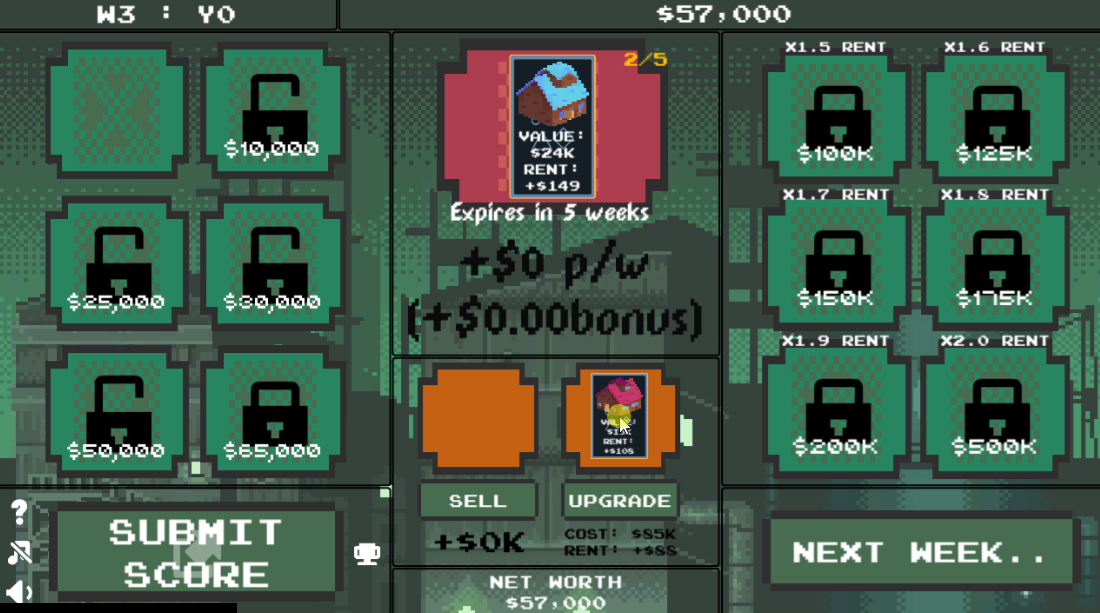 W3 : Y0
$57,000
$10,000
$25,000
$30,000
$50,000
$65,000
SUBMIT
SCORE
?
2/5
VALUE:
$24K
RENT:
+$149
Expires in 5 weeks
+$0 p/w
(+$0.00bonus)
RENT:
+$108
SELL
UPGRADE
+$0K
COST: $85K
RENT: +$88
NET WORTH
$57,000
X1.5 RENT
X1.6 RENT
$100K
$125K
X1.7 RENT
X1.8 RENT
$150K
$175K
X1.9 RENT
X2.0 RENT
$200K
$500K
NEXT WEEK..